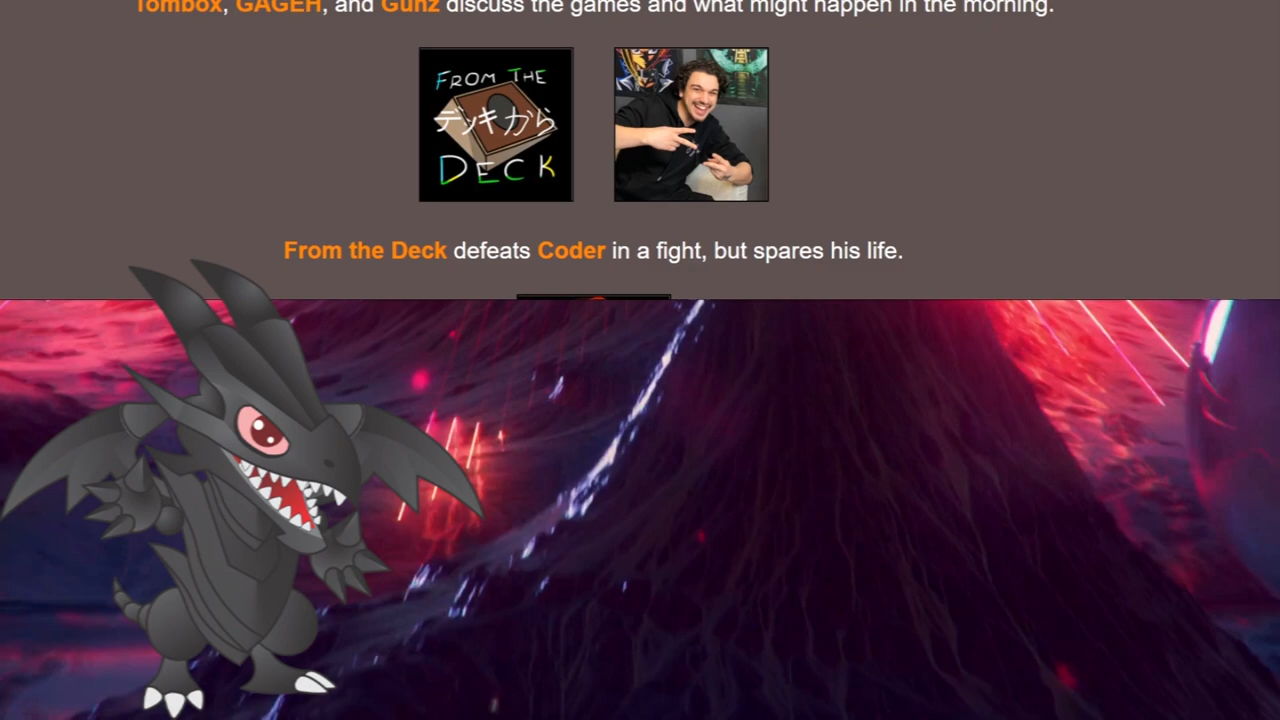 Tombox, GAGEH, and Gunz discuss the games and what might happen in the morning.
FROM THE
デッキから
DECK
From the Deck defeats Coder in a fight, but spares his life.